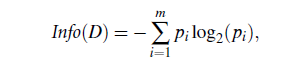 Info(D) = − ∑_{i=1}^{m} p_i log_2(p_i),